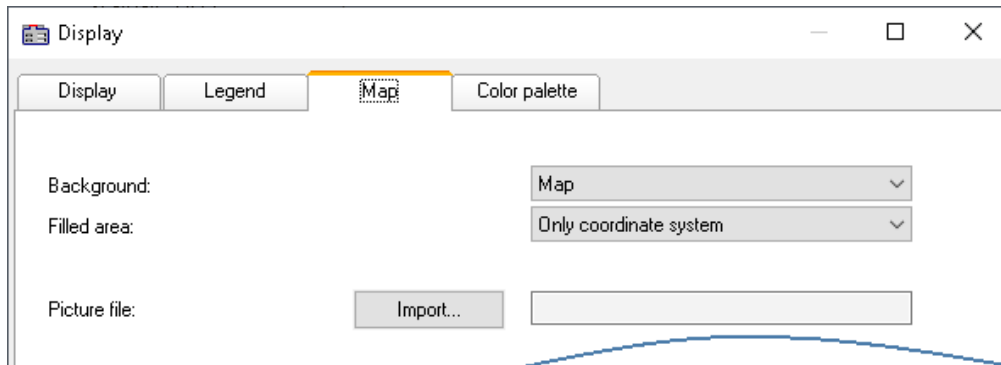 Display
Display Legend Map Color palette
Background: Map
Filled area: Only coordinate system
Picture file: Import...